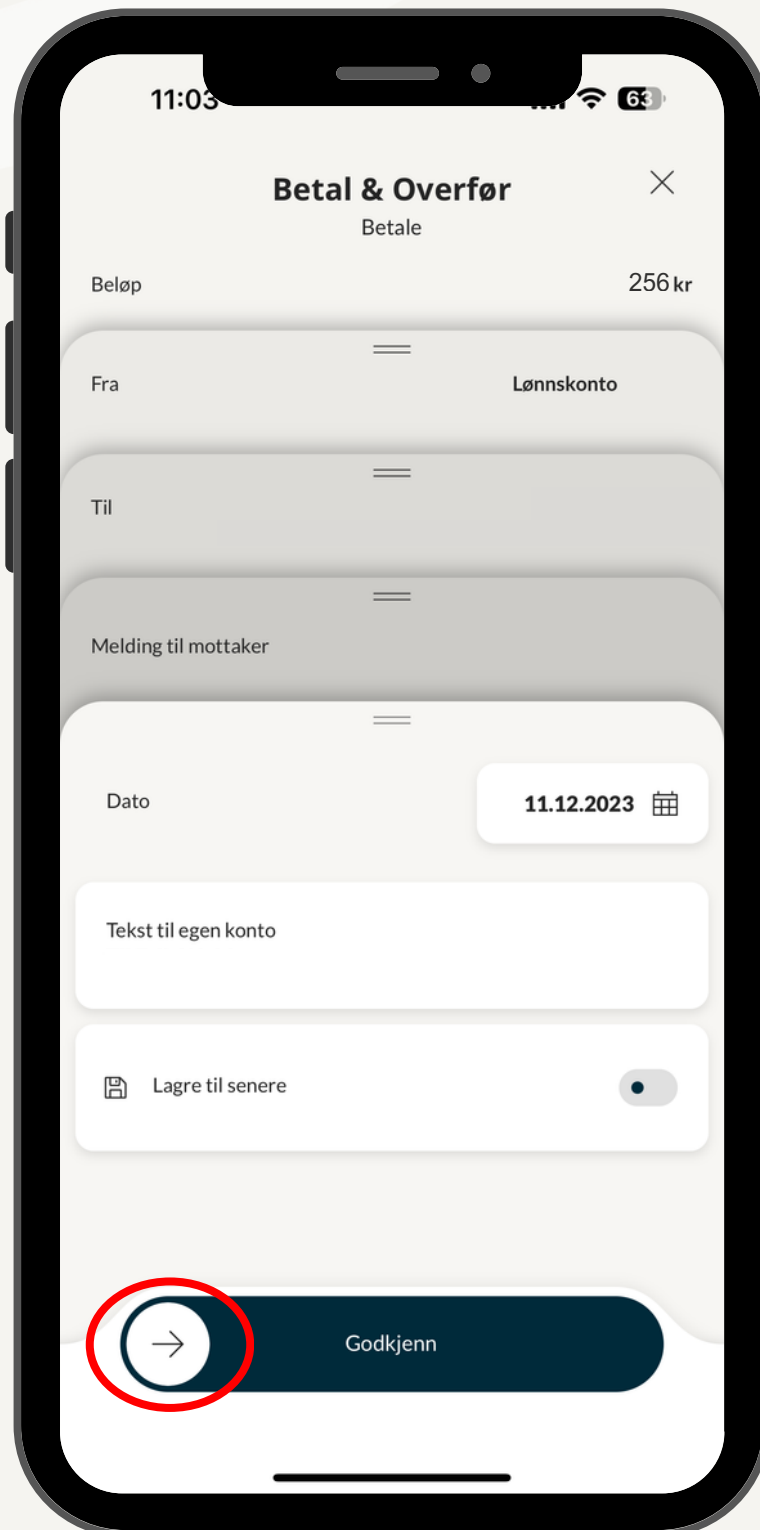 11:03
63
Betal & Overfør
Betale
Beløp 256 kr
Fra Lønnskonto
Til
Melding til mottaker
Dato 11.12.2023
Tekst til egen konto
Lagre til senere
Godkjenn